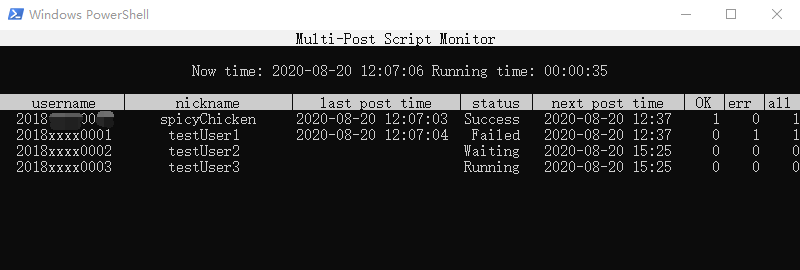 Windows PowerShell
Multi-Post Script Monitor
Now time: 2020-08-20 12:07:06 Running time: 00:00:35
username nickname last post time status next post time OK err all
2018 00 spicyChicken 2020-08-20 12:07:03 Success 2020-08-20 12:37 1 0 1
2018xxxx0001 testUser1 2020-08-20 12:07:04 Failed 2020-08-20 12:37 0 1 1
2018xxxx0002 testUser2 Waiting 2020-08-20 15:25 0 0 0
2018xxxx0003 testUser3 Running 2020-08-20 15:25 0 0 0